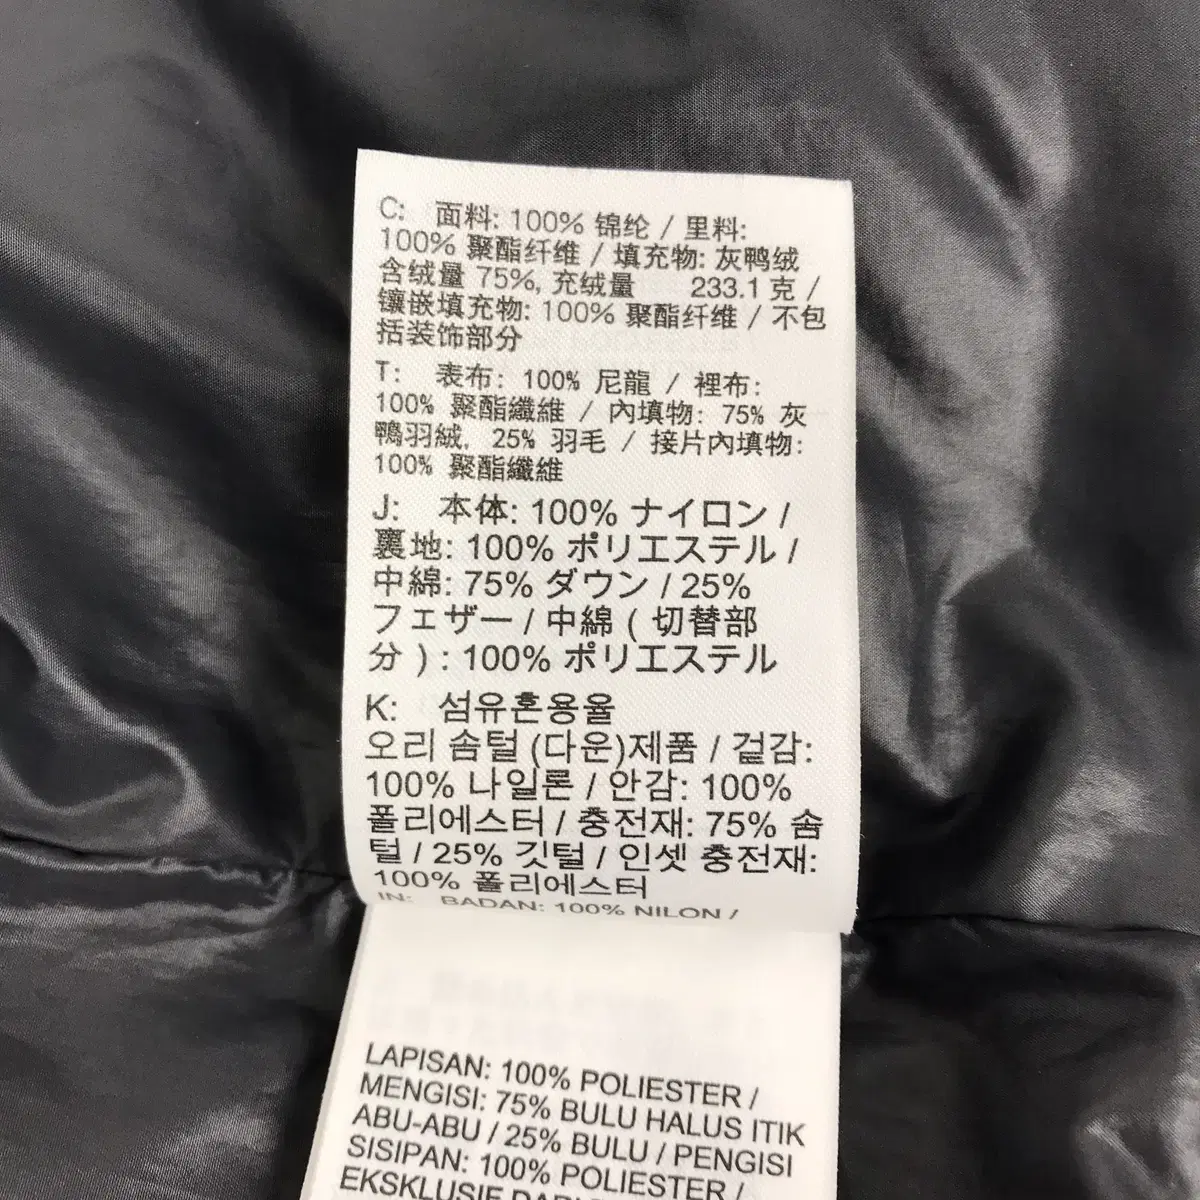 C: 面料: 100% 锦纶 / 里料:
100% 聚酯纤维 / 填充物: 灰鸭绒
含绒量 75%, 充绒量 233.1 克 /
镶嵌填充物: 100% 聚酯纤维 / 不包
括装饰部分
T: 表布: 100% 尼龍 / 裡布:
100% 聚酯纖維 / 內填物: 75% 灰
鴨羽絨, 25% 羽毛 / 接片內填物:
100% 聚酯纖維
J: 本体: 100% ナイロン /
裏地: 100% ポリエステル /
中綿: 75% ダウン / 25%
フェザー / 中綿 ( 切替部
分 ) : 100% ポリエステル
K: 섬유혼용율
오리 솜털 (다운)제품 / 겉감:
100% 나일론 / 안감: 100%
폴리에스터 / 충전재: 75% 솜
털 / 25% 깃털 / 인셋 충전재:
100% 폴리에스터
IN: BADAN: 100% NILON /
LAPISAN: 100% POLIESTER /
MENGISI: 75% BULU HALUS ITIK
ABU-ABU / 25% BULU / PENGISI
SISIPAN: 100% POLIESTER /
EKSKLUSIF